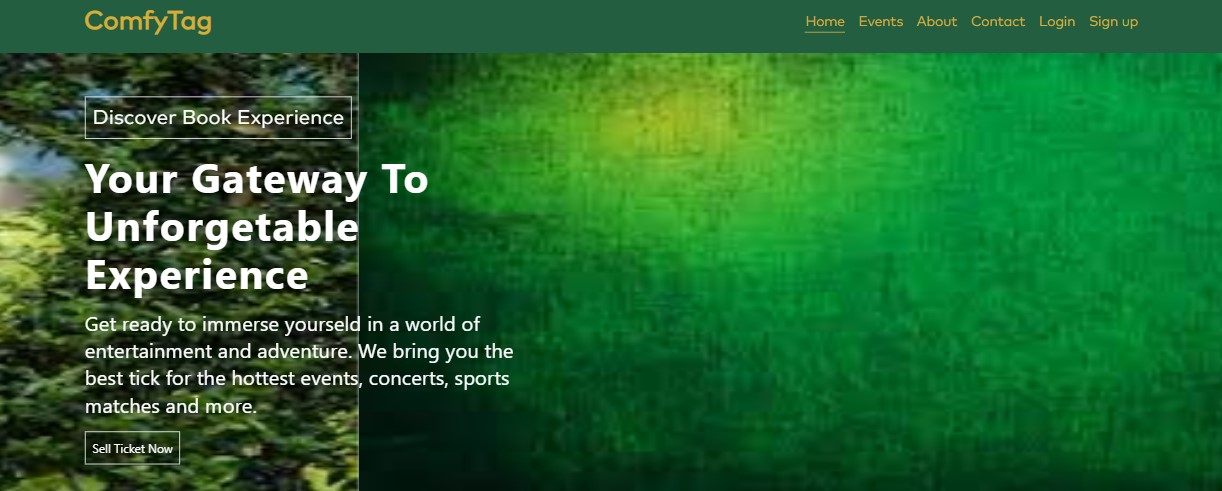 ComfyTag
Home Events About Contact Login Sign up
Discover Book Experience
Your Gateway To
Unforgetable
Experience
Get ready to immerse yourseld in a world of
entertainment and adventure. We bring you the
best tick for the hottest events, concerts, sports
matches and more.
Sell Ticket Now